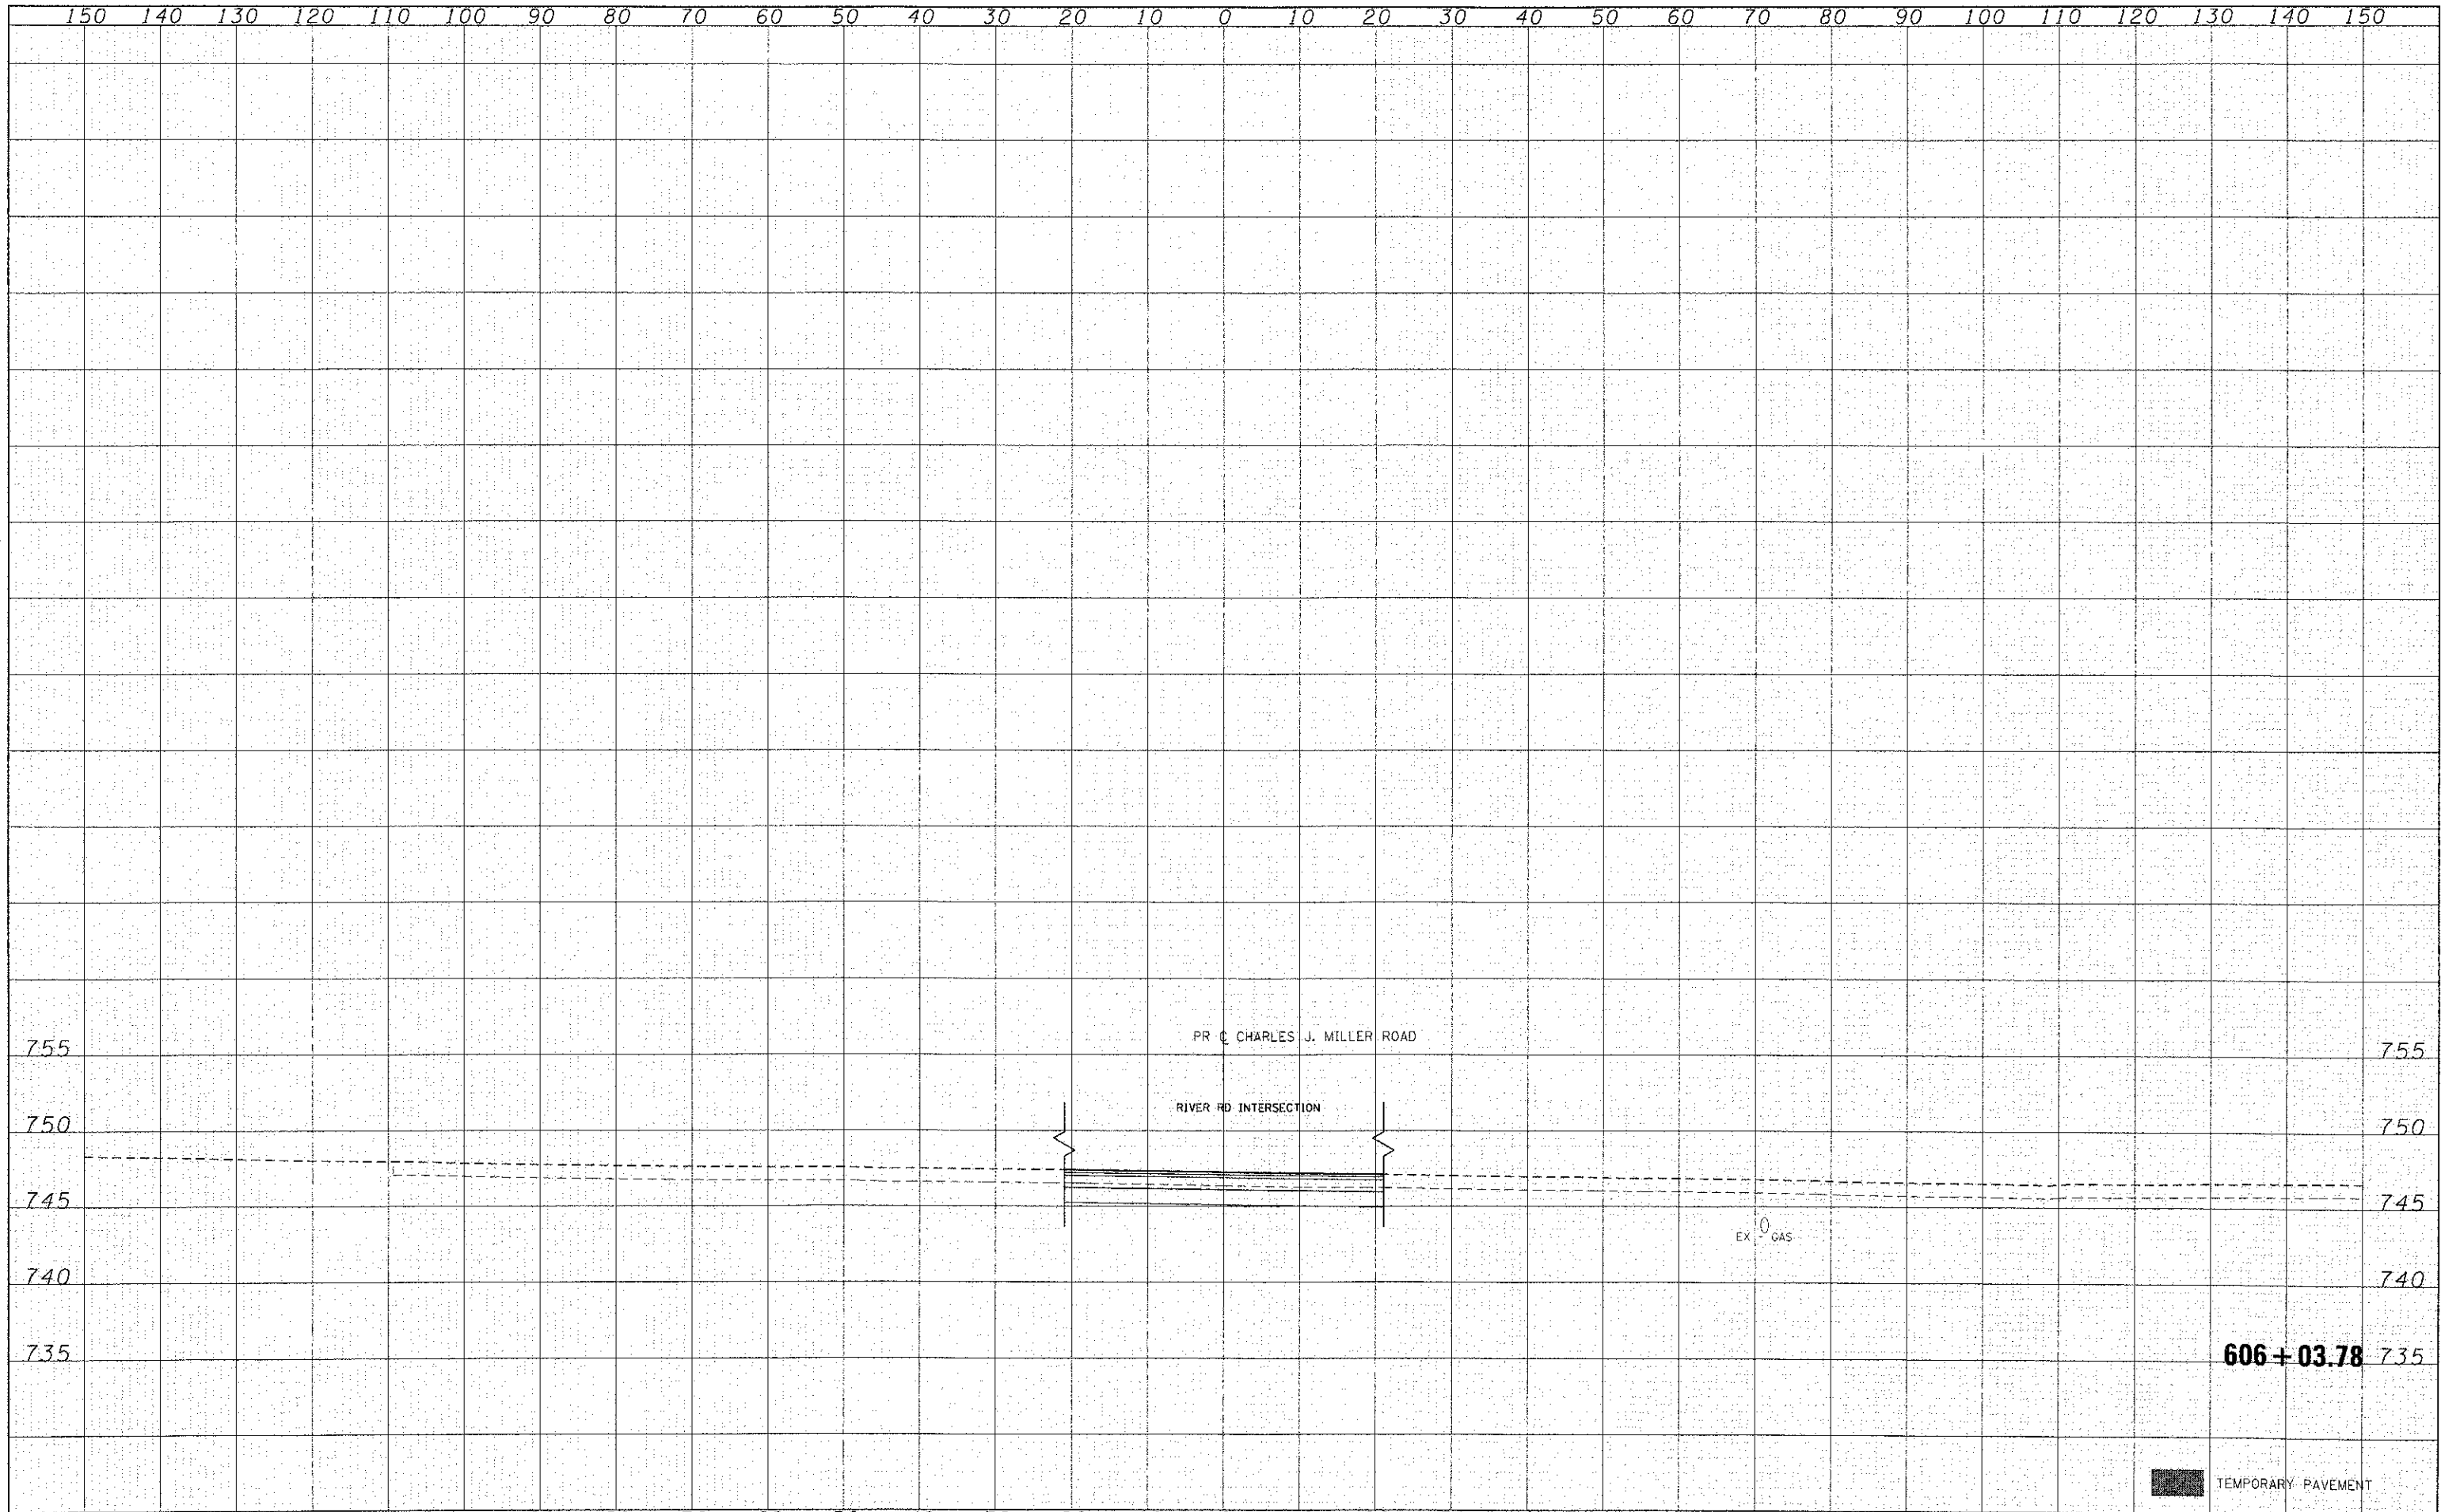 150 140 130 120 110 100 90 80 70 60 50 40 30 20 10 0 10 20 30 40 50 60 70 80 90 100 110 120 130 140 150
PR ℄ CHARLES J. MILLER ROAD
755 755
RIVER RD INTERSECTION
750 750
745 745
EX - GAS
740 740
735 606 + 03.78 735
TEMPORARY PAVEMENT